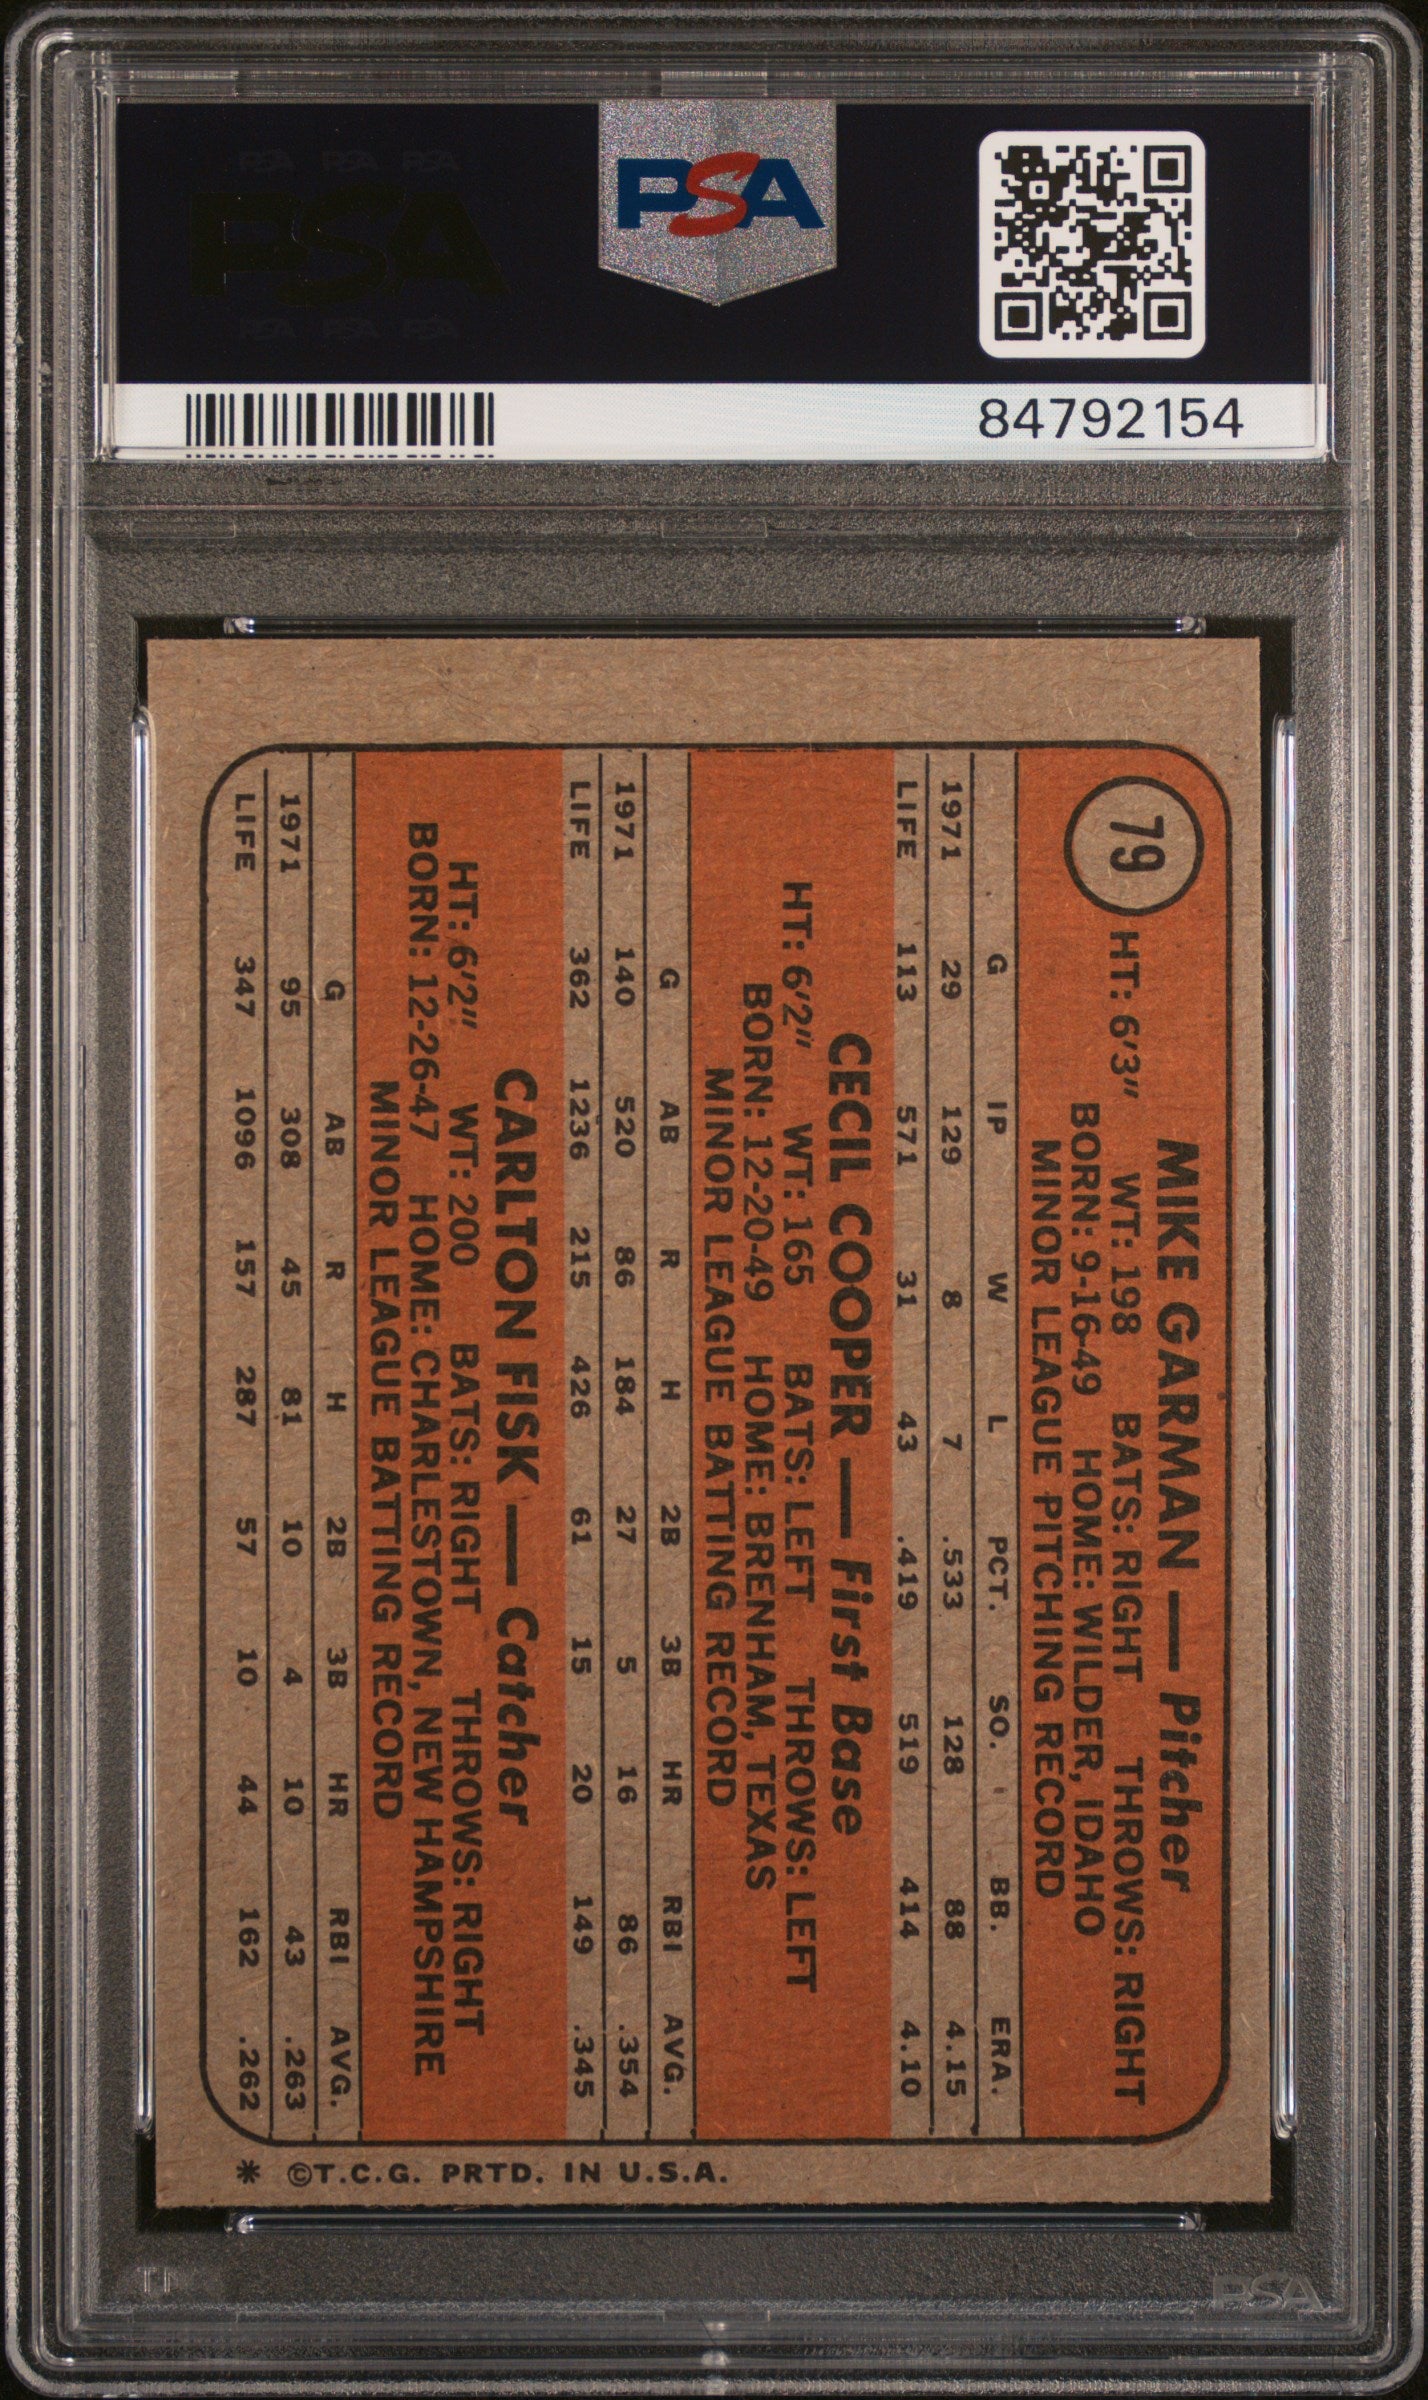 PSA PSA PSA
PSA
PSA PSA PSA
PSA
84792154
79
MIKE GARMAN — Pitcher
HT: 6'3" WT: 198 BATS: RIGHT THROWS: RIGHT
BORN: 9-16-49 HOME: WILDER, IDAHO
MINOR LEAGUE PITCHING RECORD
G IP W L PCT. SO. BB. ERA.
1971 29 129 8 7 .533 128 88 4.15
LIFE 113 571 31 43 .419 519 414 4.10
CECIL COOPER — First Base
HT: 6'2" WT: 165 BATS: LEFT THROWS: LEFT
BORN: 12-20-49 HOME: BRENHAM, TEXAS
MINOR LEAGUE BATTING RECORD
G AB R H 2B 3B HR RBI AVG.
1971 140 520 86 184 27 5 16 86 .354
LIFE 362 1236 215 426 61 15 20 149 .345
CARLTON FISK — Catcher
HT: 6'2" WT: 200 BATS: RIGHT THROWS: RIGHT
BORN: 12-26-47 HOME: CHARLESTOWN, NEW HAMPSHIRE
MINOR LEAGUE BATTING RECORD
G AB R H 2B 3B HR RBI AVG.
1971 95 308 45 81 10 4 10 43 .263
LIFE 347 1096 157 287 57 10 44 162 .262
* ©T.C.G. PRTD. IN U.S.A.
PSA